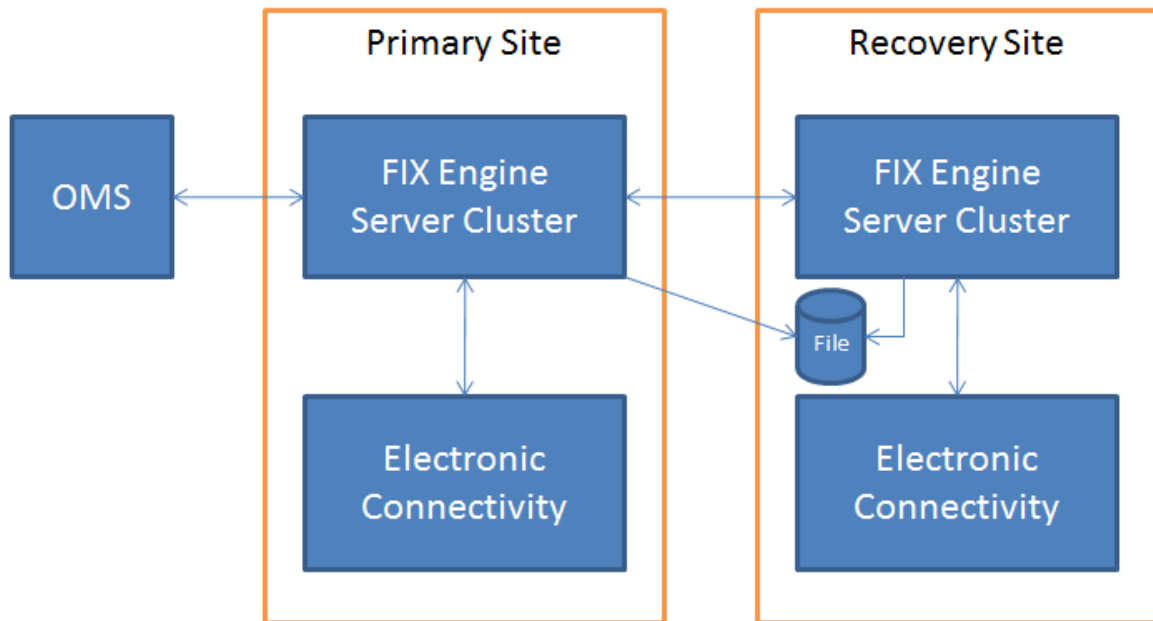 Primary Site
Recovery Site
OMS
FIX Engine
Server Cluster
FIX Engine
Server Cluster
File
Electronic
Connectivity
Electronic
Connectivity